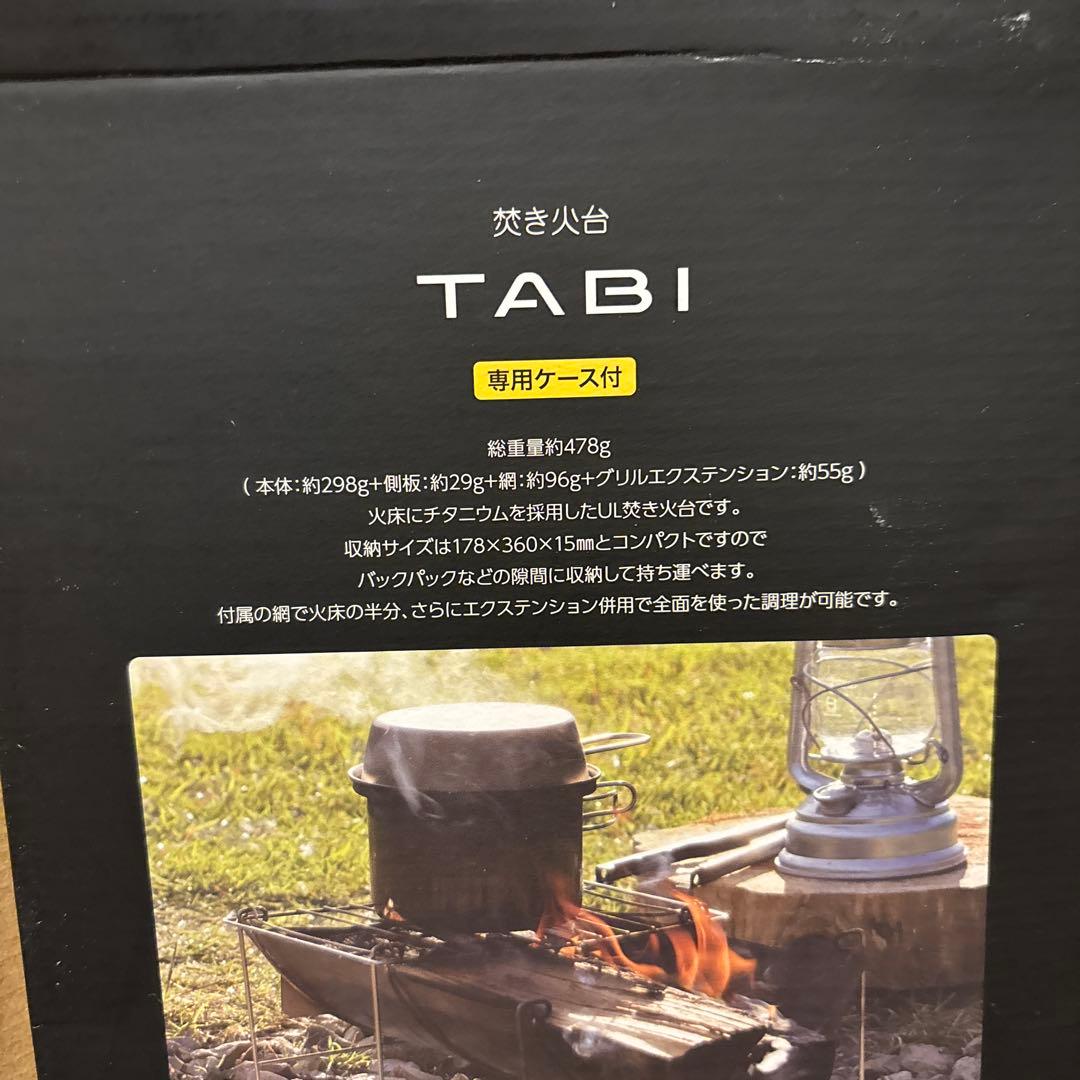 焚き火台
TABI
専用ケース付
総重量約478g
(本体：約298g+側板：約29g+網：約96g+グリルエクステンション：約55g)
火床にチタニウムを採用したUL焚き火台です。
収納サイズは178×360×15㎜とコンパクトですので
バックパックなどの隙間に収納して持ち運べます。
付属の網で火床の半分、さらにエクステンション併用で全面を使った調理が可能です。